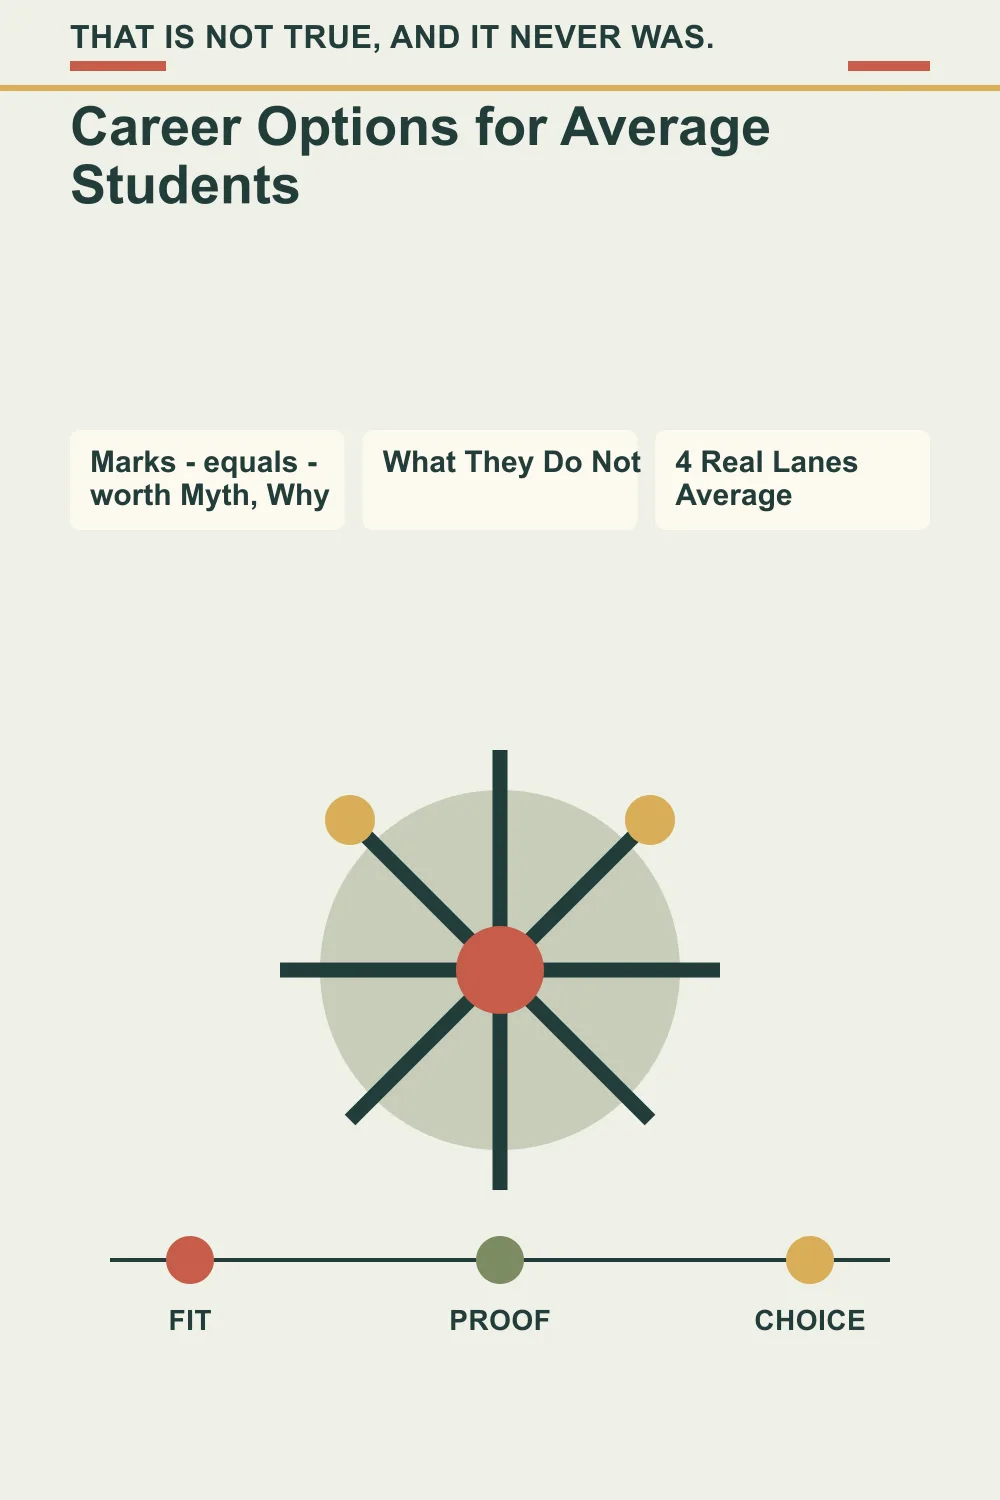 THAT IS NOT TRUE, AND IT NEVER WAS.
Career Options for Average
Students
Marks - equals -
worth Myth, Why
What They Do Not
4 Real Lanes
Average
FIT
PROOF
CHOICE